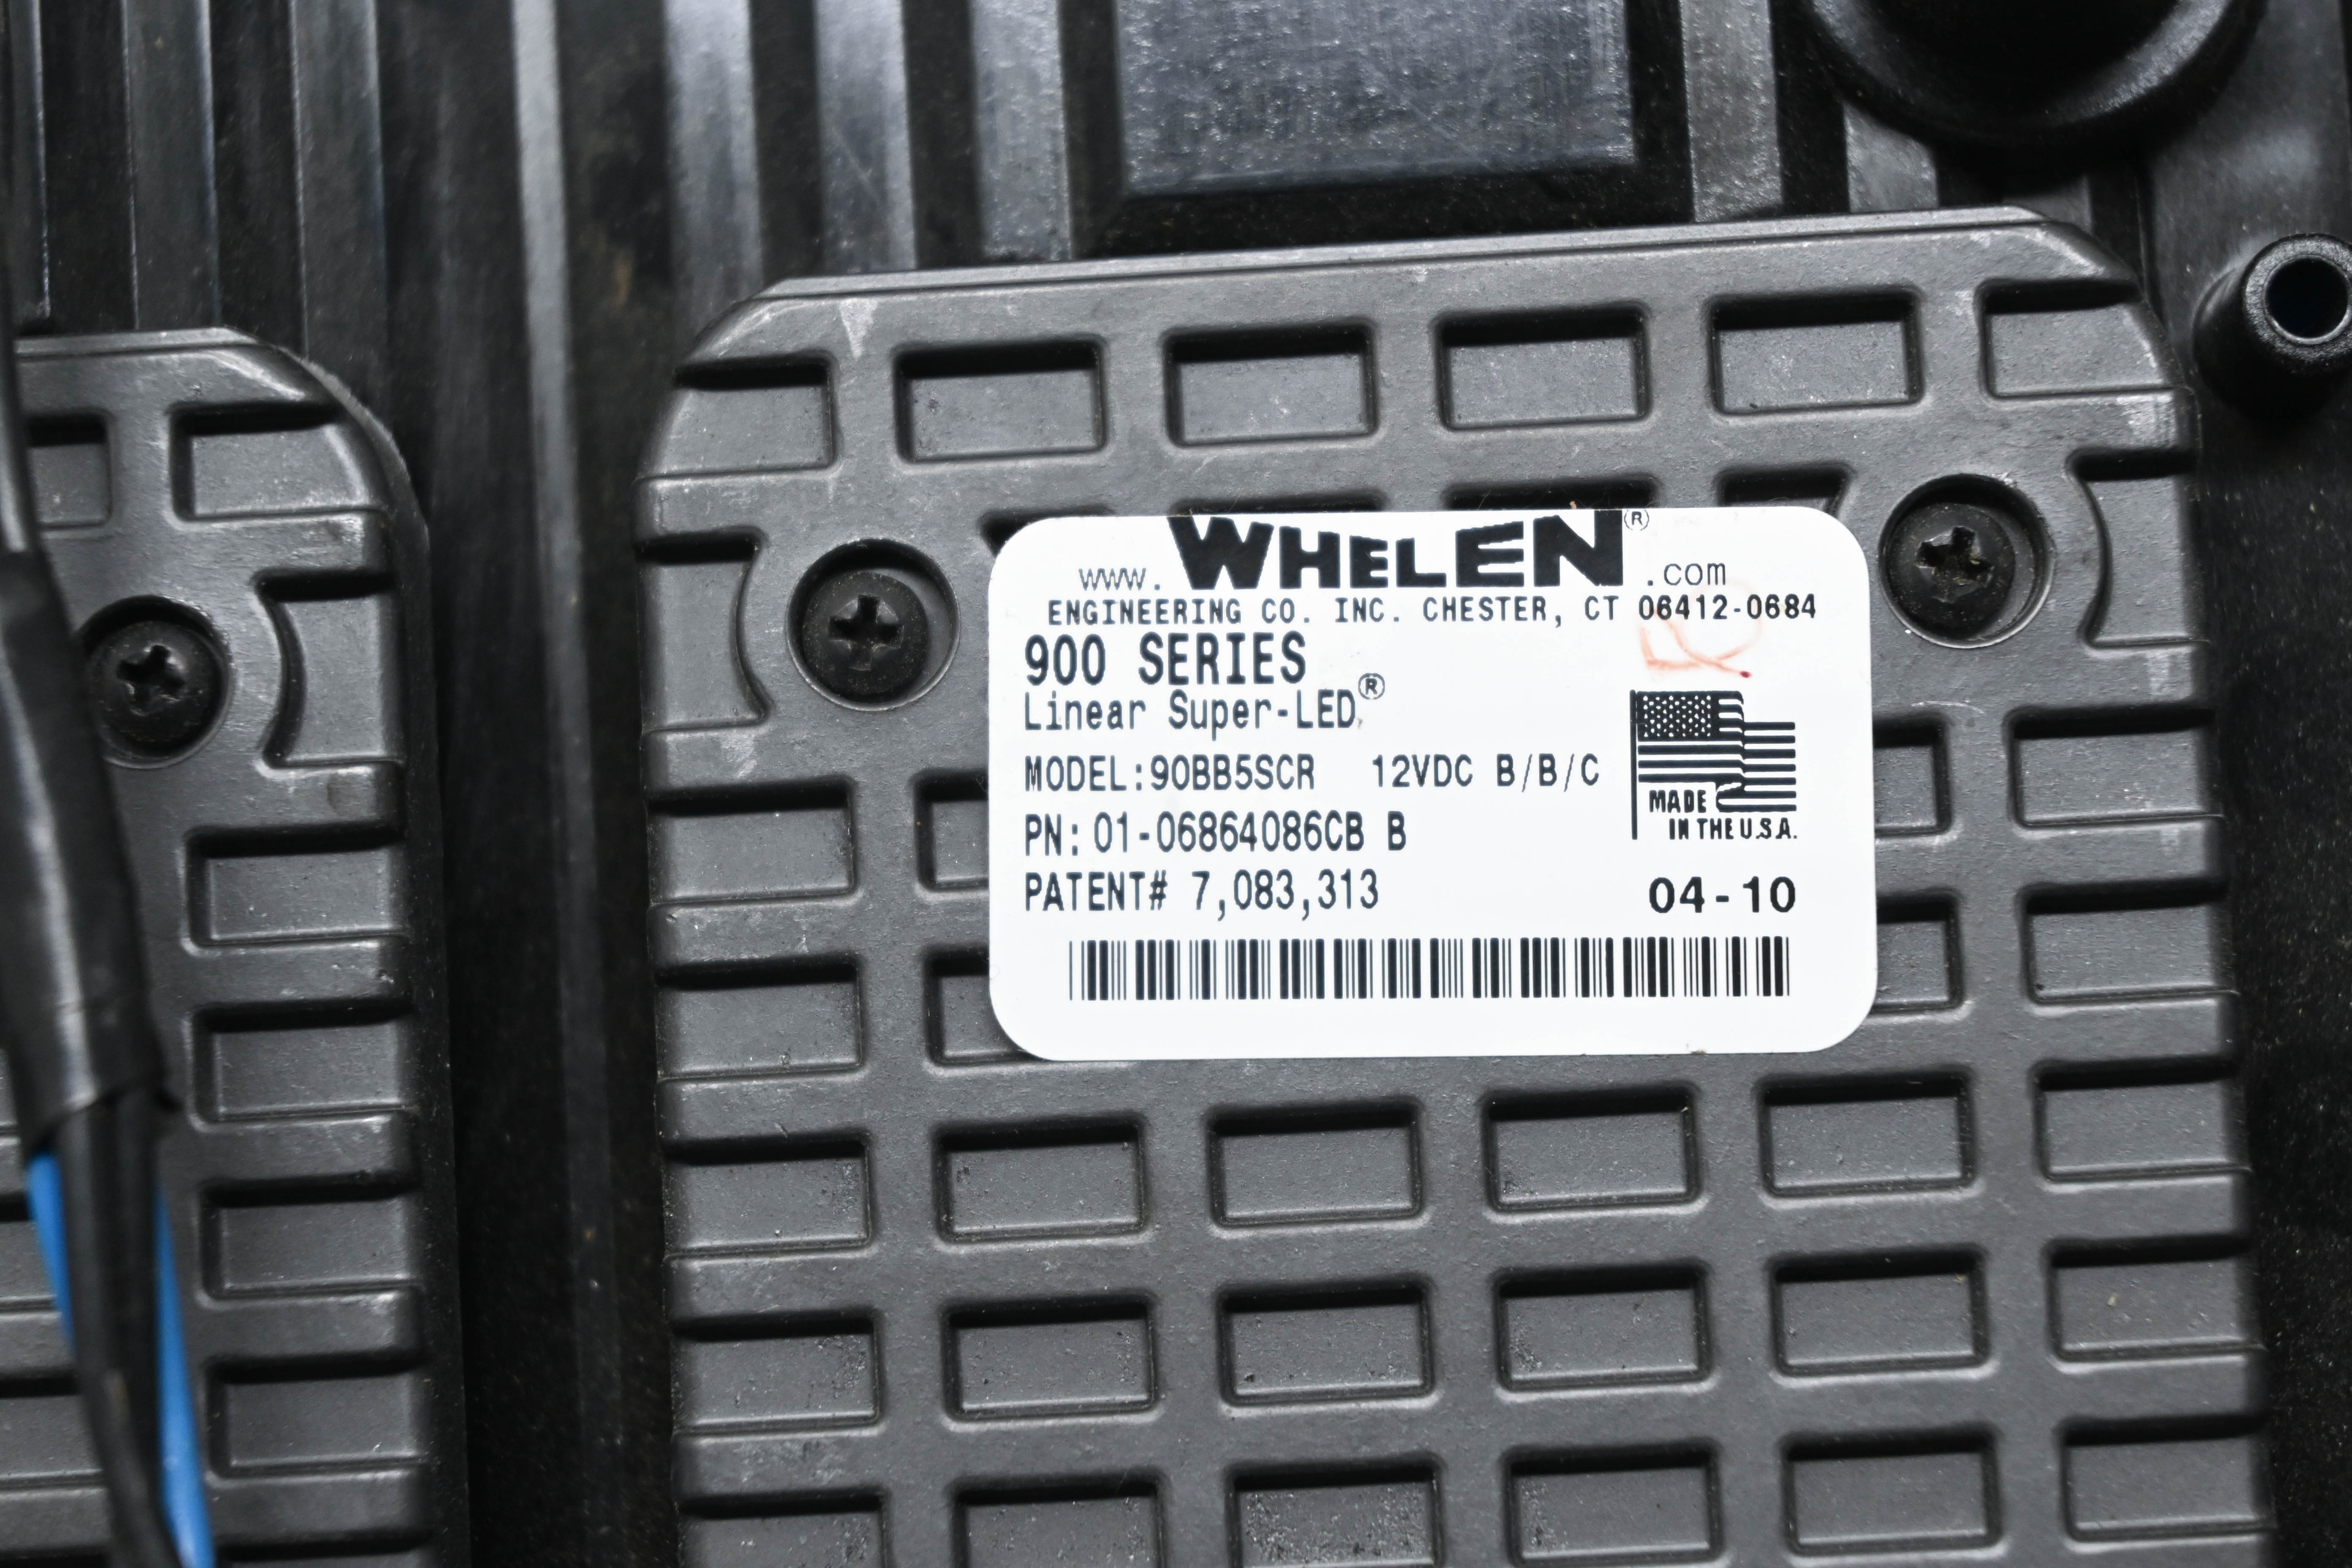 www.WHELEN®.com
ENGINEERING CO. INC. CHESTER, CT 06412-0684
900 SERIES
Linear Super-LED®
MODEL:90BB5SCR 12VDC B/B/C
PN: 01-06864086CB B
MADE
IN THE U.S.A.
PATENT# 7,083,313 04-10